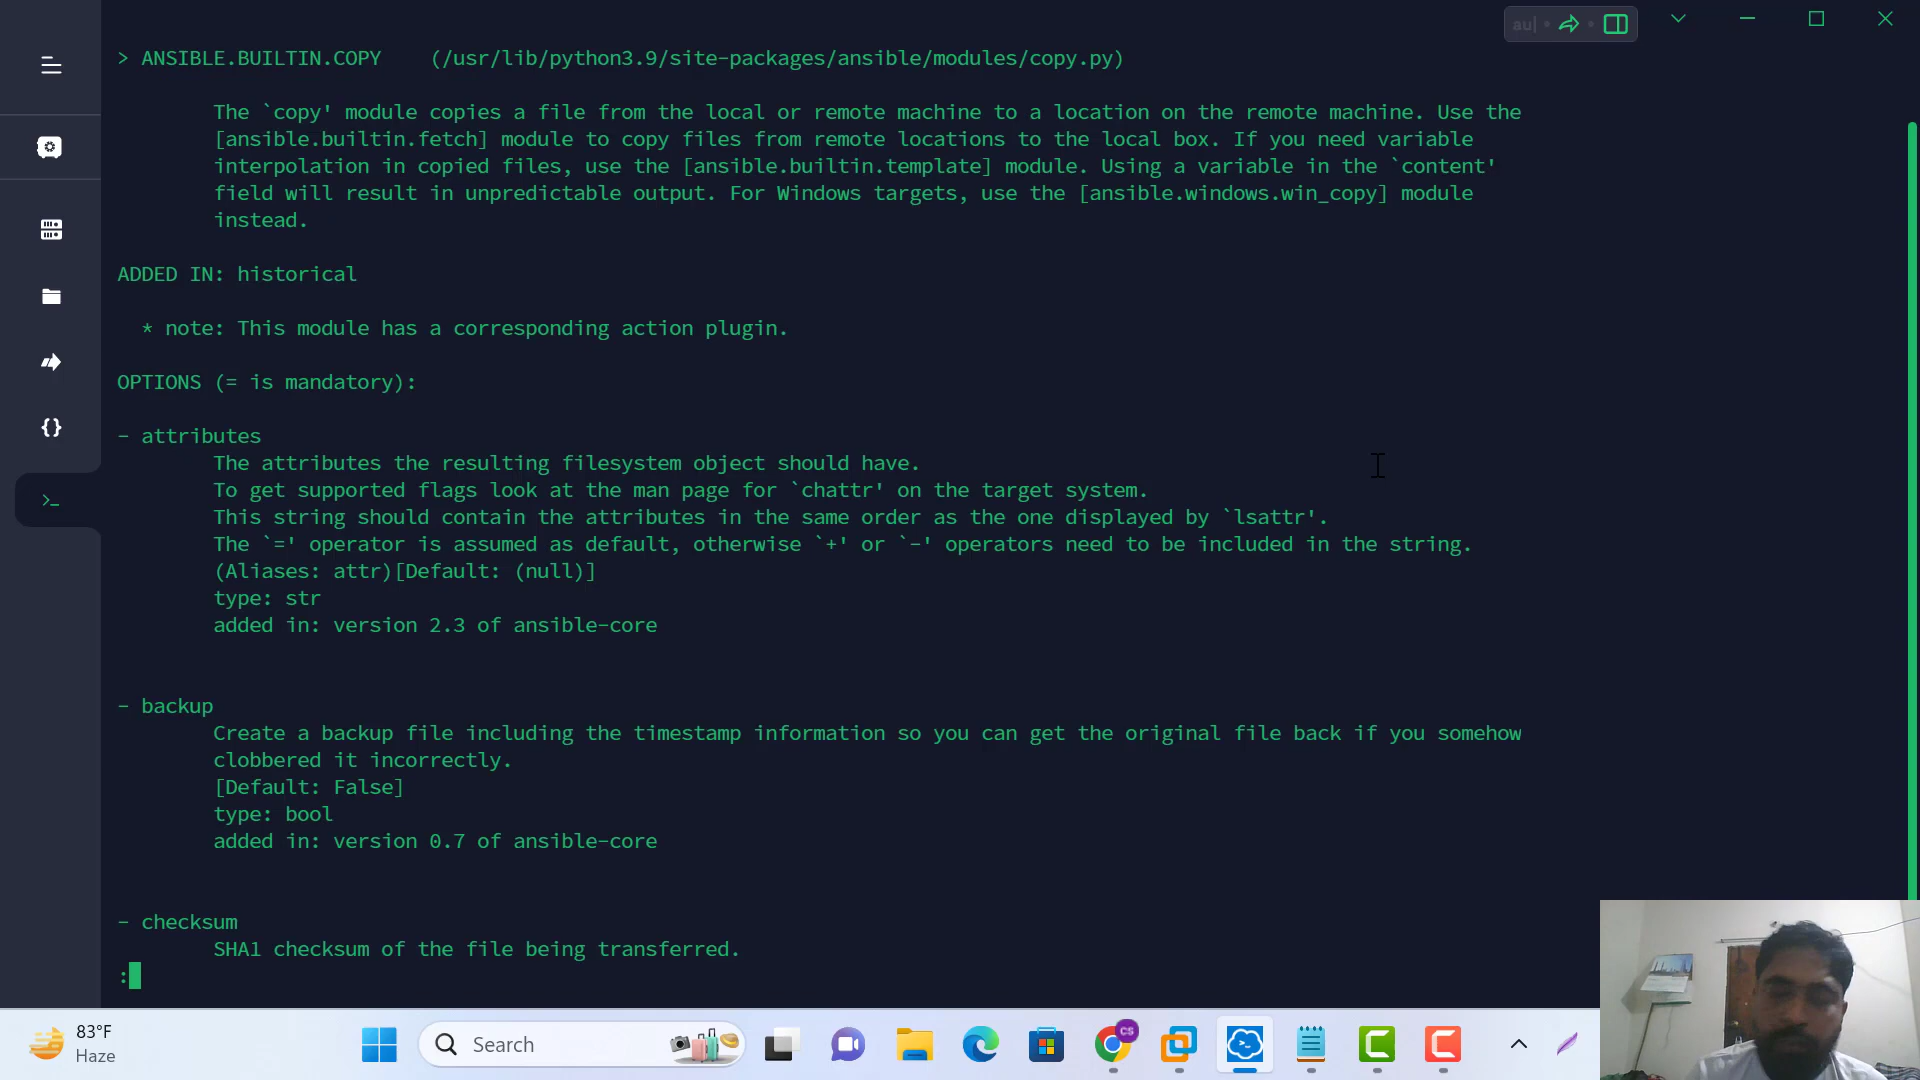 au|
> ANSIBLE.BUILTIN.COPY    (/usr/lib/python3.9/site-packages/ansible/modules/copy.py)
The `copy' module copies a file from the local or remote machine to a location on the remote machine. Use the
[ansible.builtin.fetch] module to copy files from remote locations to the local box. If you need variable
interpolation in copied files, use the [ansible.builtin.template] module. Using a variable in the `content'
field will result in unpredictable output. For Windows targets, use the [ansible.windows.win_copy] module
instead.
ADDED IN: historical
* note: This module has a corresponding action plugin.
OPTIONS (= is mandatory):
- attributes
The attributes the resulting filesystem object should have.
To get supported flags look at the man page for `chattr' on the target system.
This string should contain the attributes in the same order as the one displayed by `lsattr'.
The `=' operator is assumed as default, otherwise `+' or `-' operators need to be included in the string.
(Aliases: attr)[Default: (null)]
type: str
added in: version 2.3 of ansible-core
- backup
Create a backup file including the timestamp information so you can get the original file back if you somehow
clobbered it incorrectly.
[Default: False]
type: bool
added in: version 0.7 of ansible-core
- checksum
SHA1 checksum of the file being transferred.
:
83°F
Haze
Search
CS